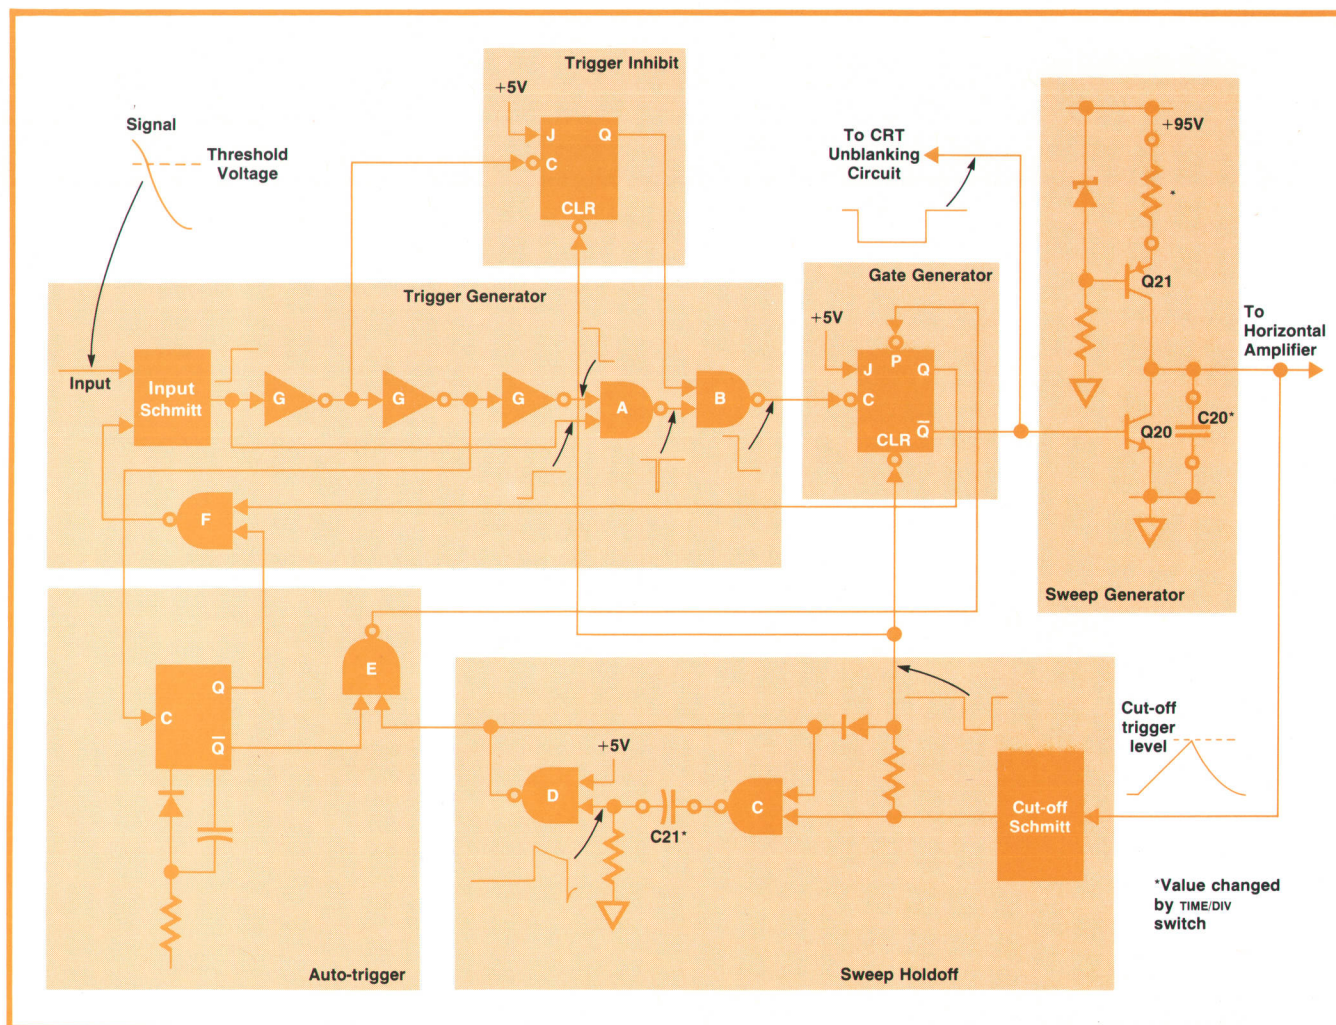 Trigger Inhibit
+5V
J
Q
C
CLR
Signal
Threshold
Voltage
To CRT
Unblanking
Circuit
+95V
*
Q21
To
Horizontal
Amplifier
Q20
C20*
Sweep Generator
Trigger Generator
Input
Input
Schmitt
G
G
G
A
B
F
Gate Generator
+5V
P
J
Q
C
Q̅
CLR
C
Q
Q̅
E
Auto-trigger
+5V
D
C21*
C
Cut-off
Schmitt
Sweep Holdoff
Cut-off
trigger
level
*Value changed
by TIME/DIV
switch